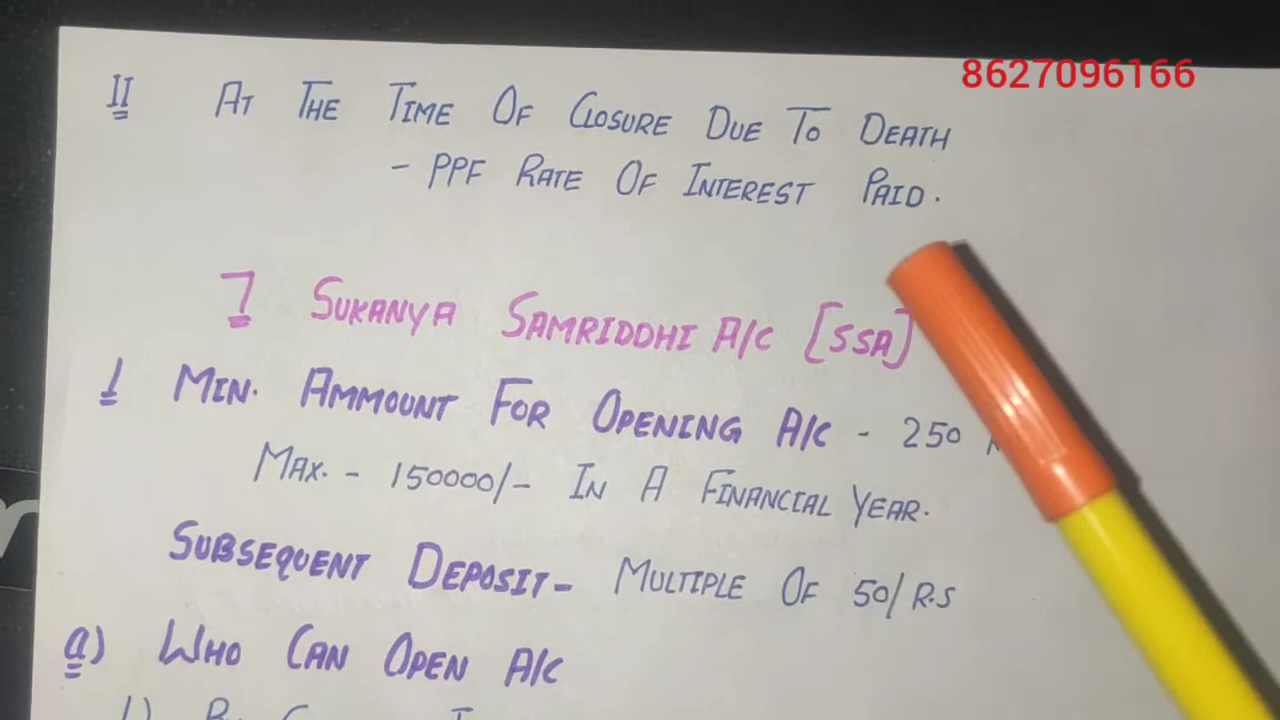 8627096166
II AT THE TIME OF CLOSURE DUE TO DEATH
- PPF RATE OF INTEREST PAID.
7 SUKANYA SAMRIDDHI A/C [SSA]
1 MIN. AMMOUNT FOR OPENING A/C - 250
MAX. - 150000/- IN A FINANCIAL YEAR.
SUBSEQUENT DEPOSIT- MULTIPLE OF 50/R.S
a) WHO CAN OPEN A/C
1)